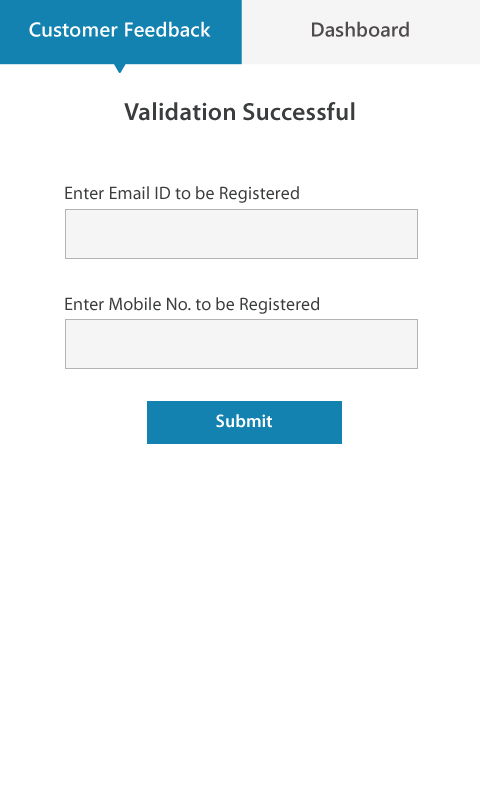 Customer Feedback
Dashboard
Validation Successful
Enter Email ID to be Registered
Enter Mobile No. to be Registered
Submit